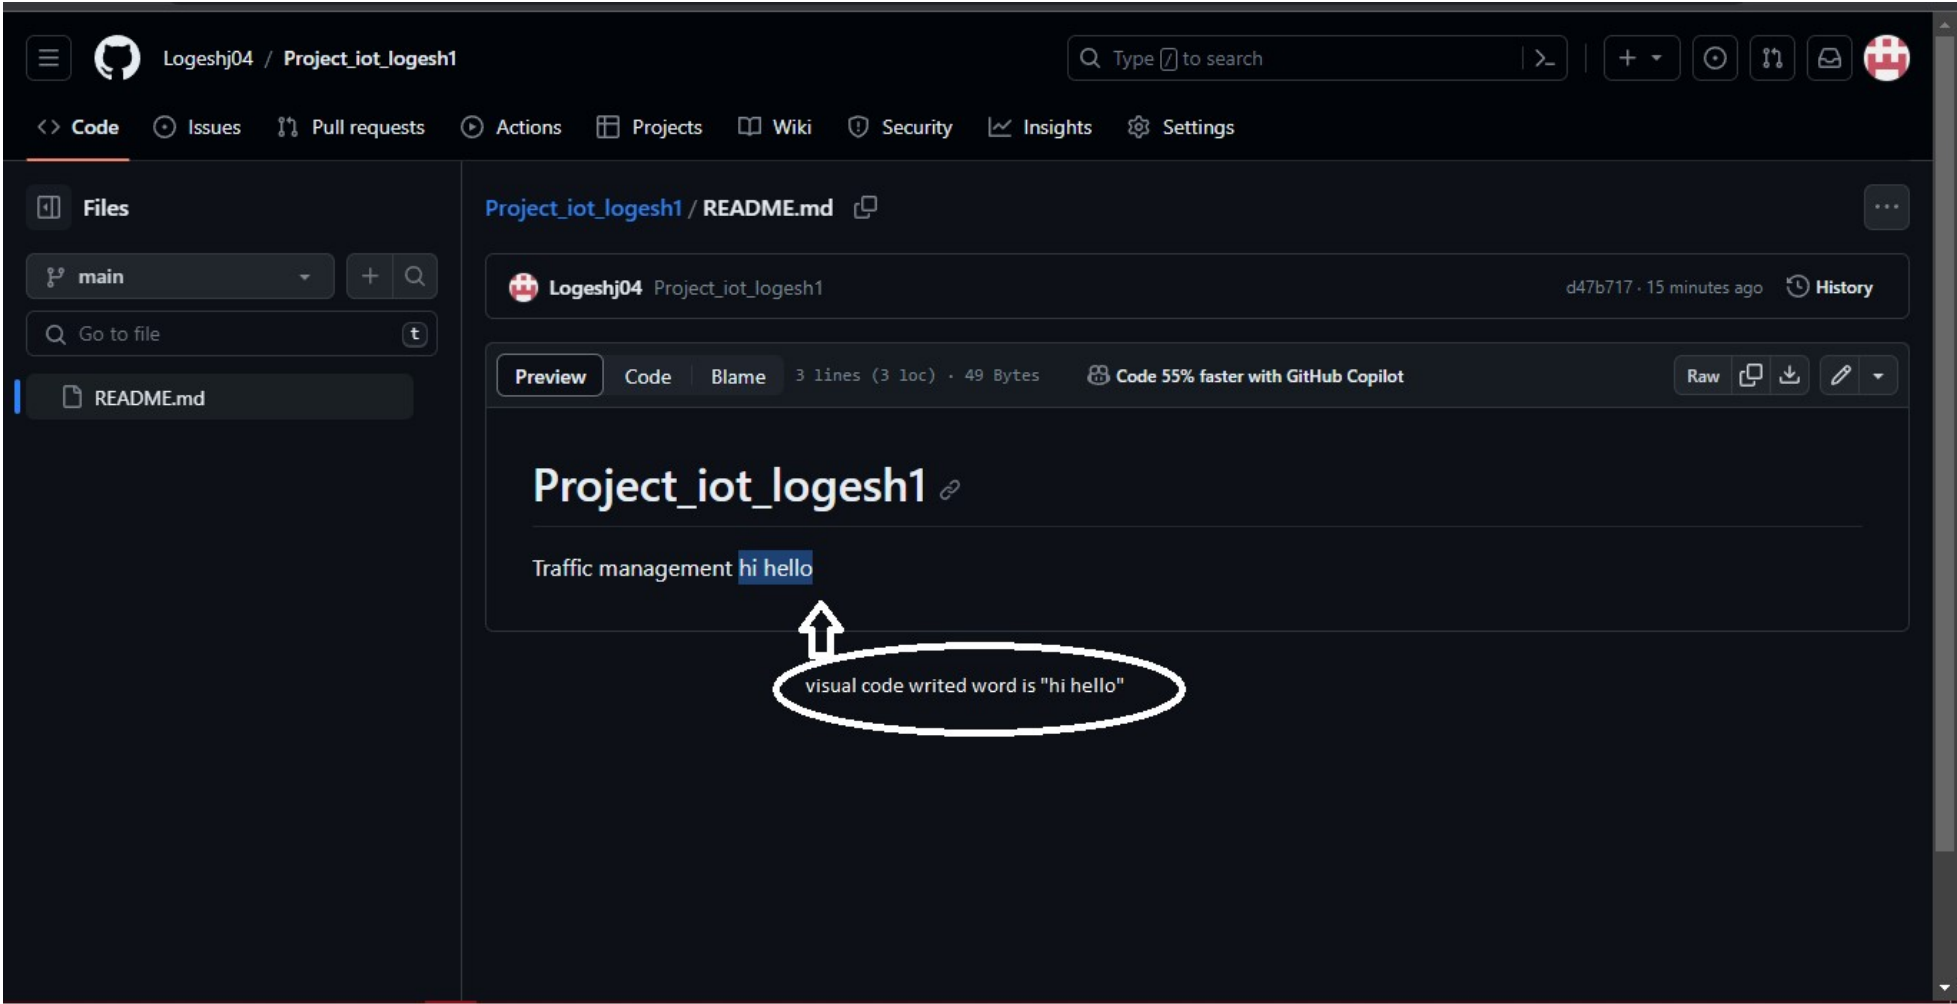 Logeshj04 / Project_iot_logesh1
Type / to search
Code Issues Pull requests Actions Projects Wiki Security Insights Settings
Files
main
Go to file t
README.md
Project_iot_logesh1 / README.md
Logeshj04 Project_iot_logesh1 d47b717 · 15 minutes ago History
Preview Code Blame 3 lines (3 loc) · 49 Bytes Code 55% faster with GitHub Copilot Raw
Project_iot_logesh1
Traffic management hi hello
visual code writed word is "hi hello"